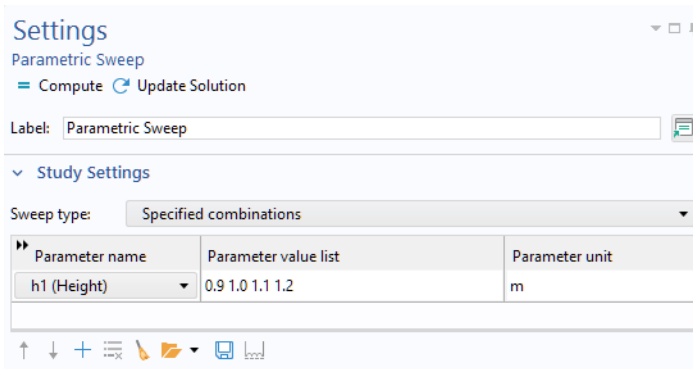 Settings
Parametric Sweep
= Compute Update Solution
Label: Parametric Sweep
Study Settings
Sweep type: Specified combinations
Parameter name Parameter value list Parameter unit
h1 (Height) 0.9 1.0 1.1 1.2 m